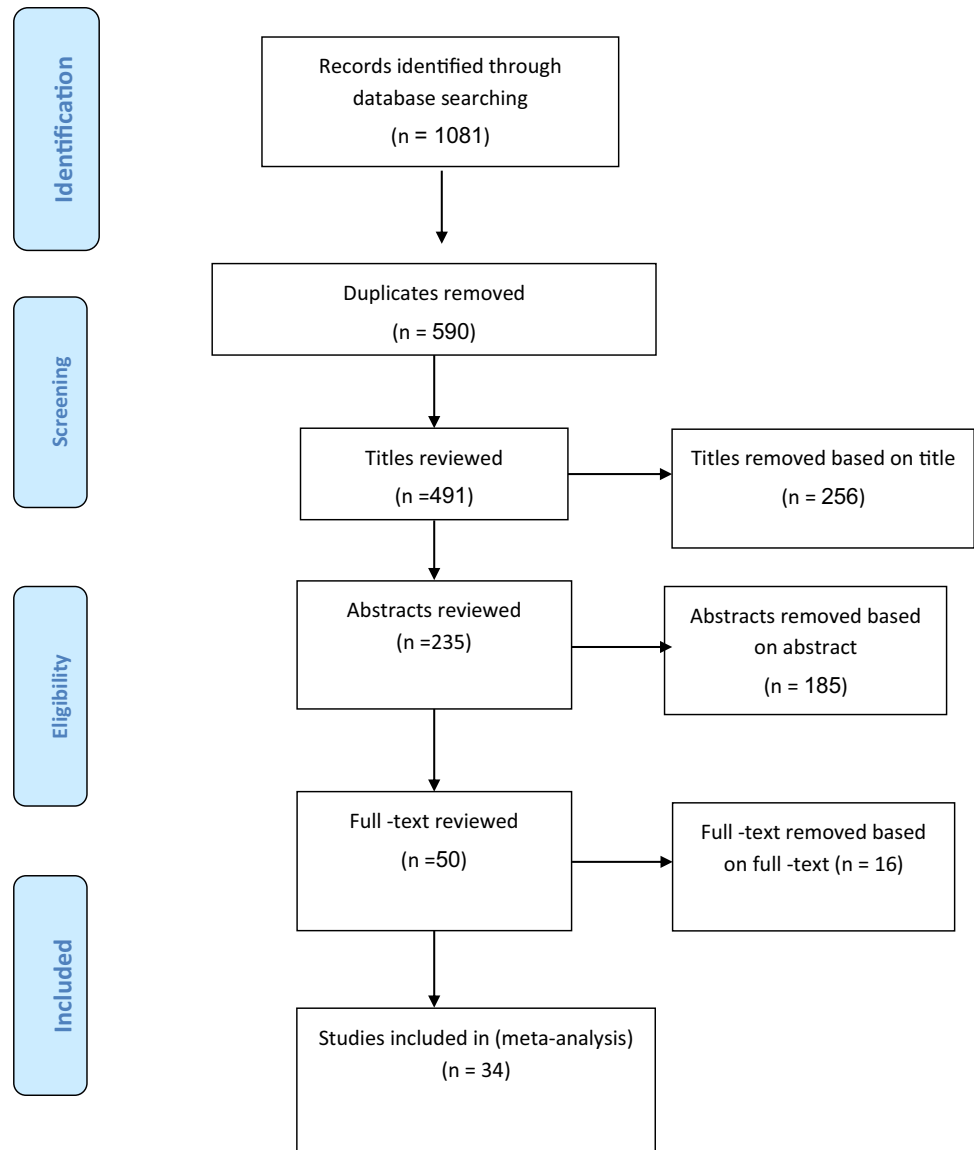 Identification
Records identified through
database searching
(n = 1081)
Duplicates removed
(n = 590)
Screening
Titles reviewed
(n =491)
Titles removed based on title
(n = 256)
Eligibility
Abstracts reviewed
(n =235)
Abstracts removed based
on abstract
(n = 185)
Full -text reviewed
(n =50)
Full -text removed based
on full -text (n = 16)
Included
Studies included in (meta-analysis)
(n = 34)